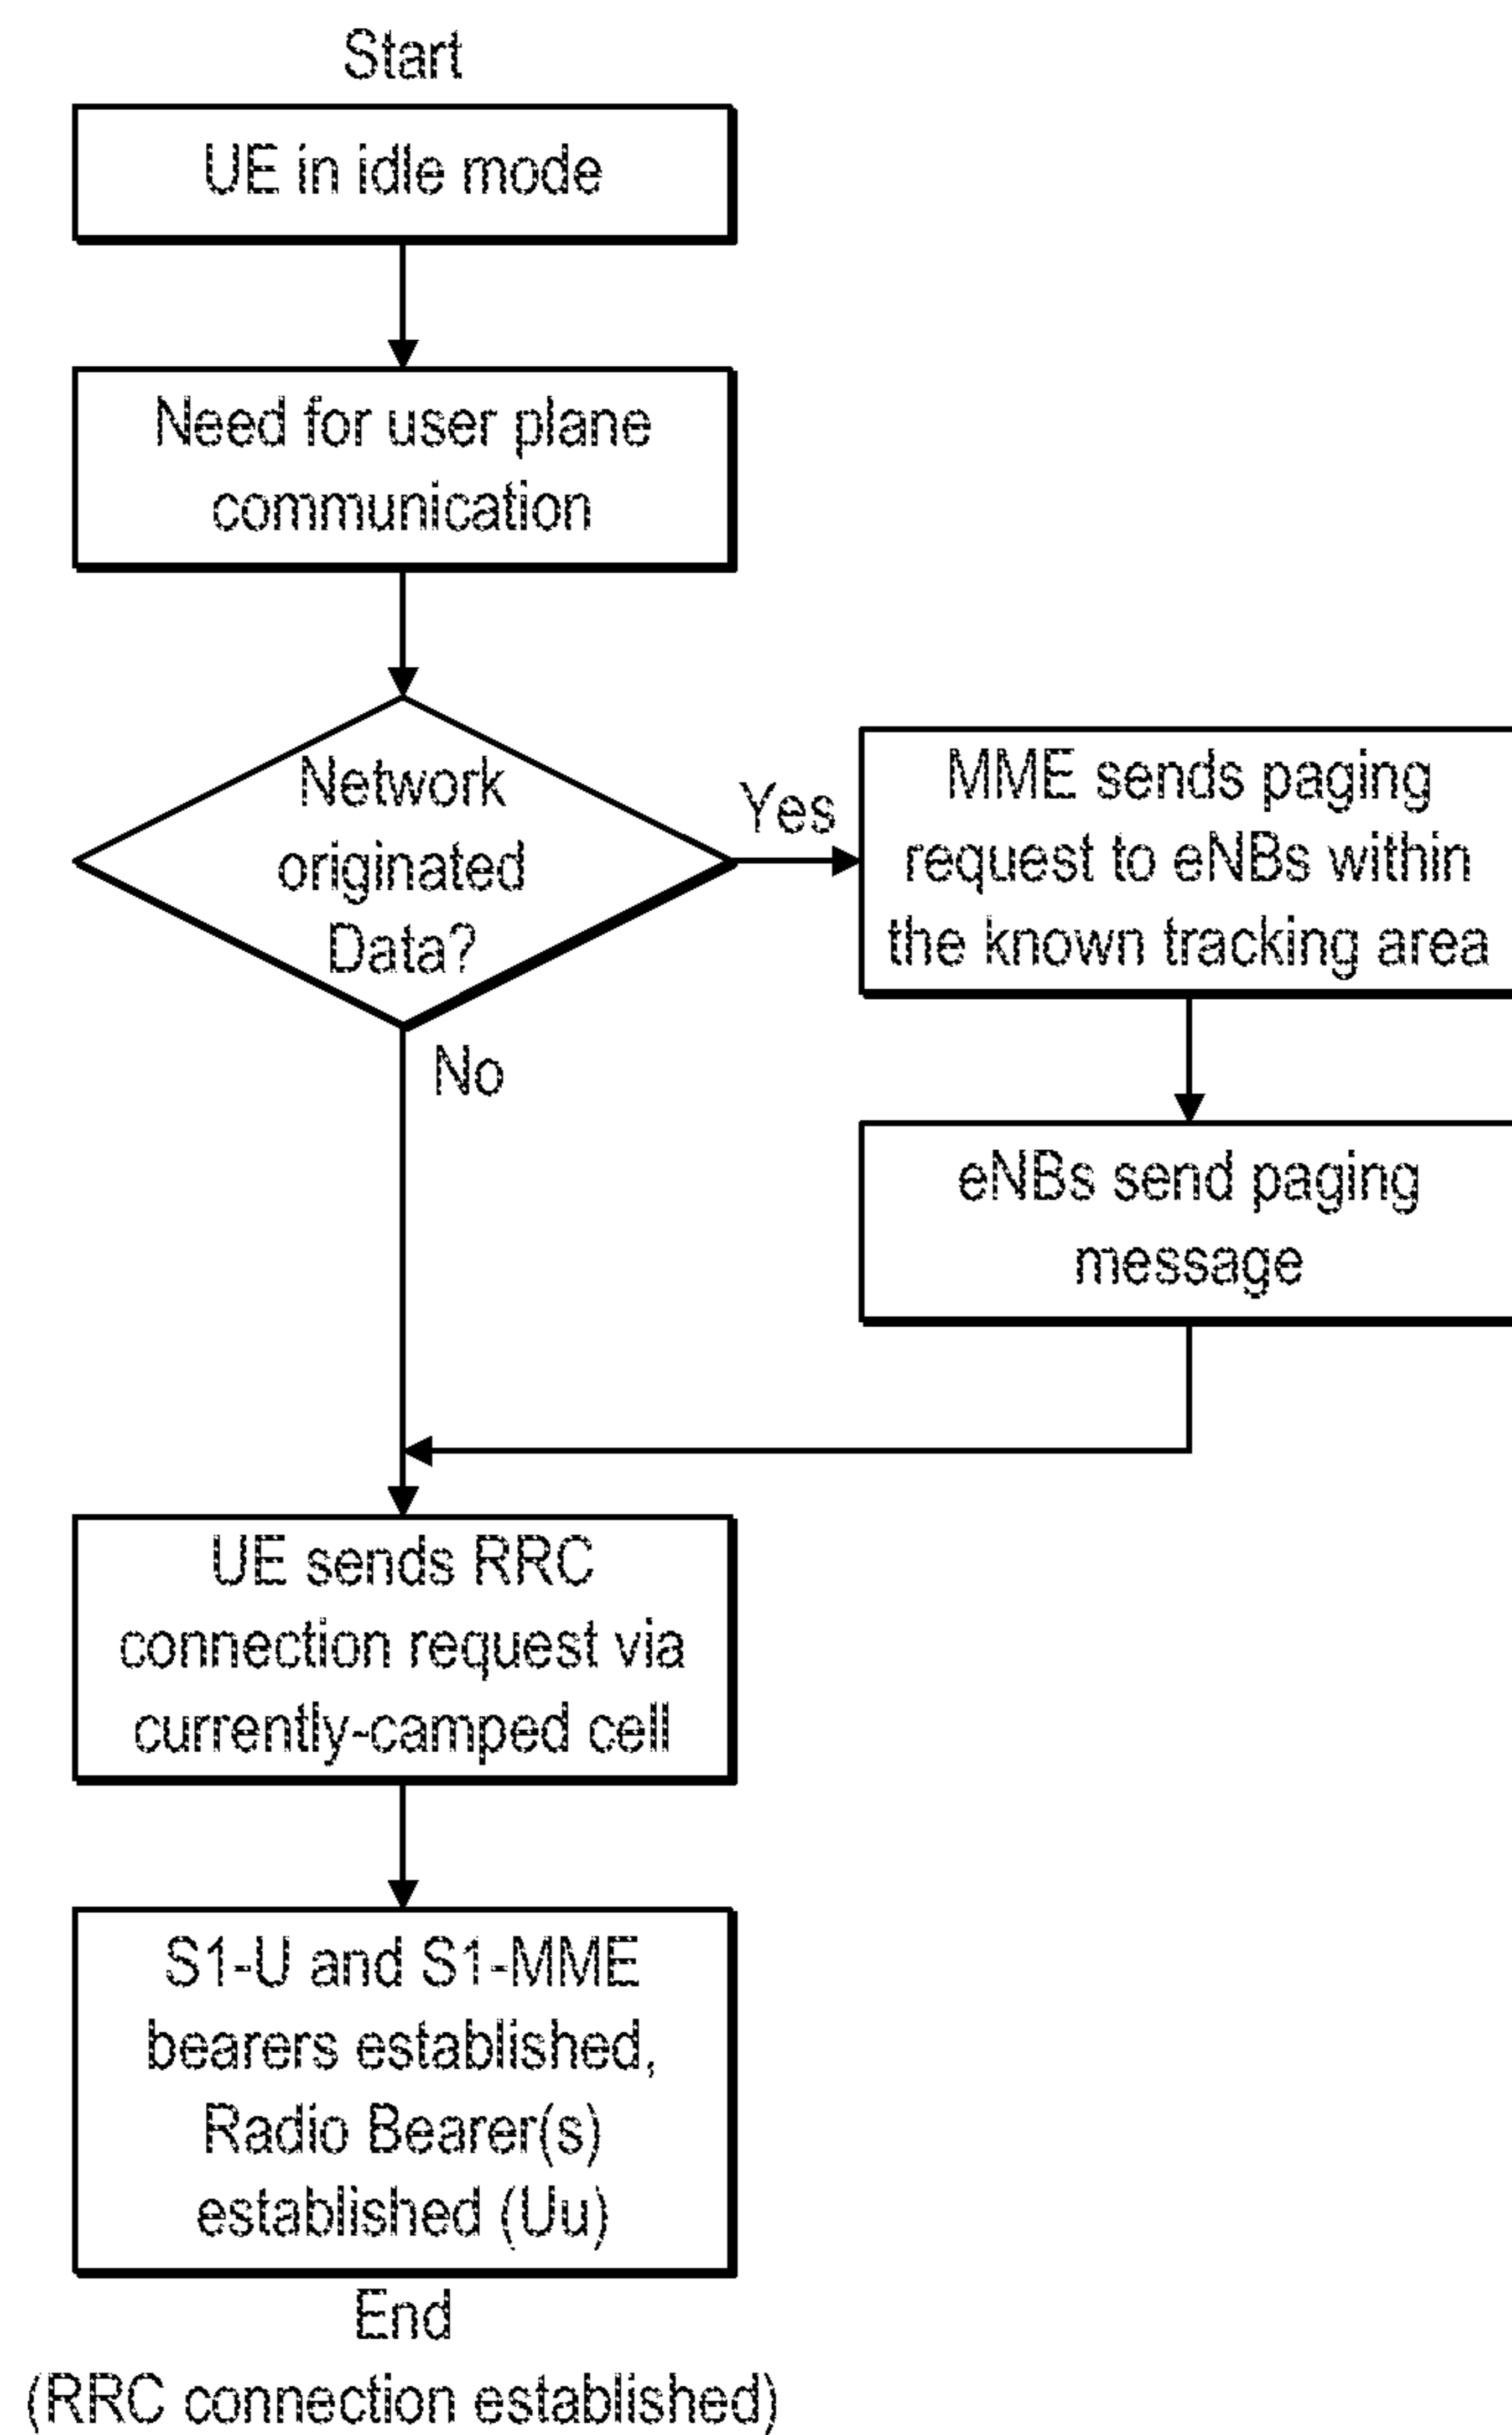 Start
UE in idle mode
Need for user plane
communication
Network
originated
Data?
Yes
MME sends paging
request to eNBs within
the known tracking area
No
eNBs send paging
message
UE sends RRC
connection request via
currently-camped cell
S1-U and S1-MME
bearers established,
Radio Bearer(s)
established (Uu)
End
(RRC connection established)